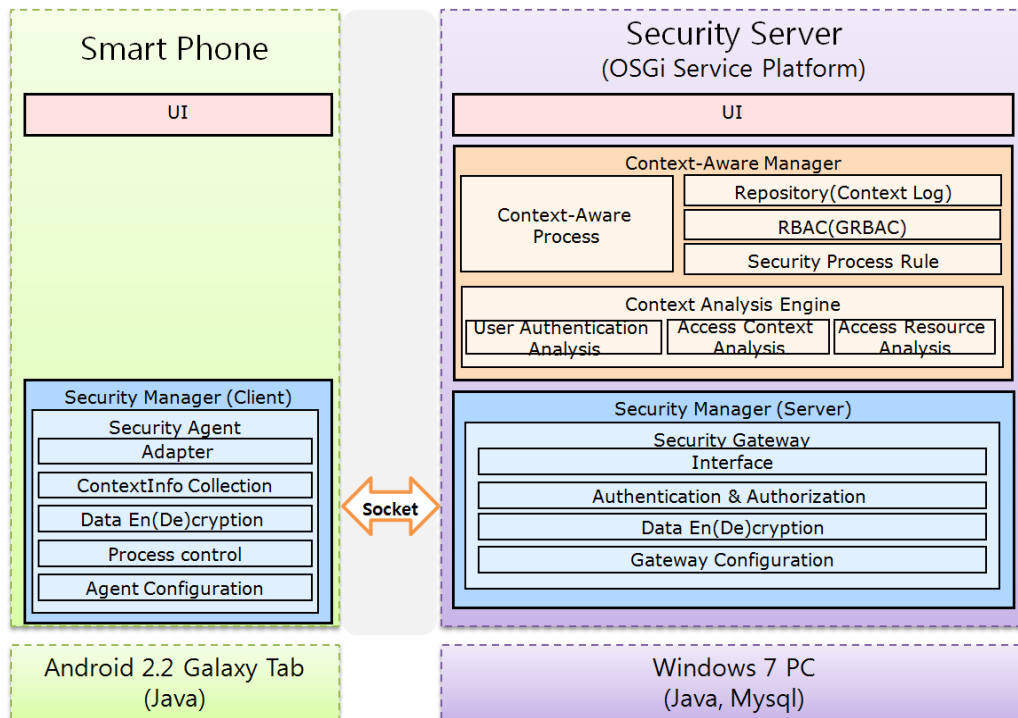 Smart Phone
UI
Security Manager (Client)
Security Agent
Adapter
ContextInfo Collection
Data En(De)cryption
Process control
Agent Configuration
Android 2.2 Galaxy Tab
(Java)
Socket
Security Server
(OSGi Service Platform)
UI
Context-Aware Manager
Context-Aware
Process
Repository(Context Log)
RBAC(GRBAC)
Security Process Rule
Context Analysis Engine
User Authentication
Analysis
Access Context
Analysis
Access Resource
Analysis
Security Manager (Server)
Security Gateway
Interface
Authentication & Authorization
Data En(De)cryption
Gateway Configuration
Windows 7 PC
(Java, Mysql)